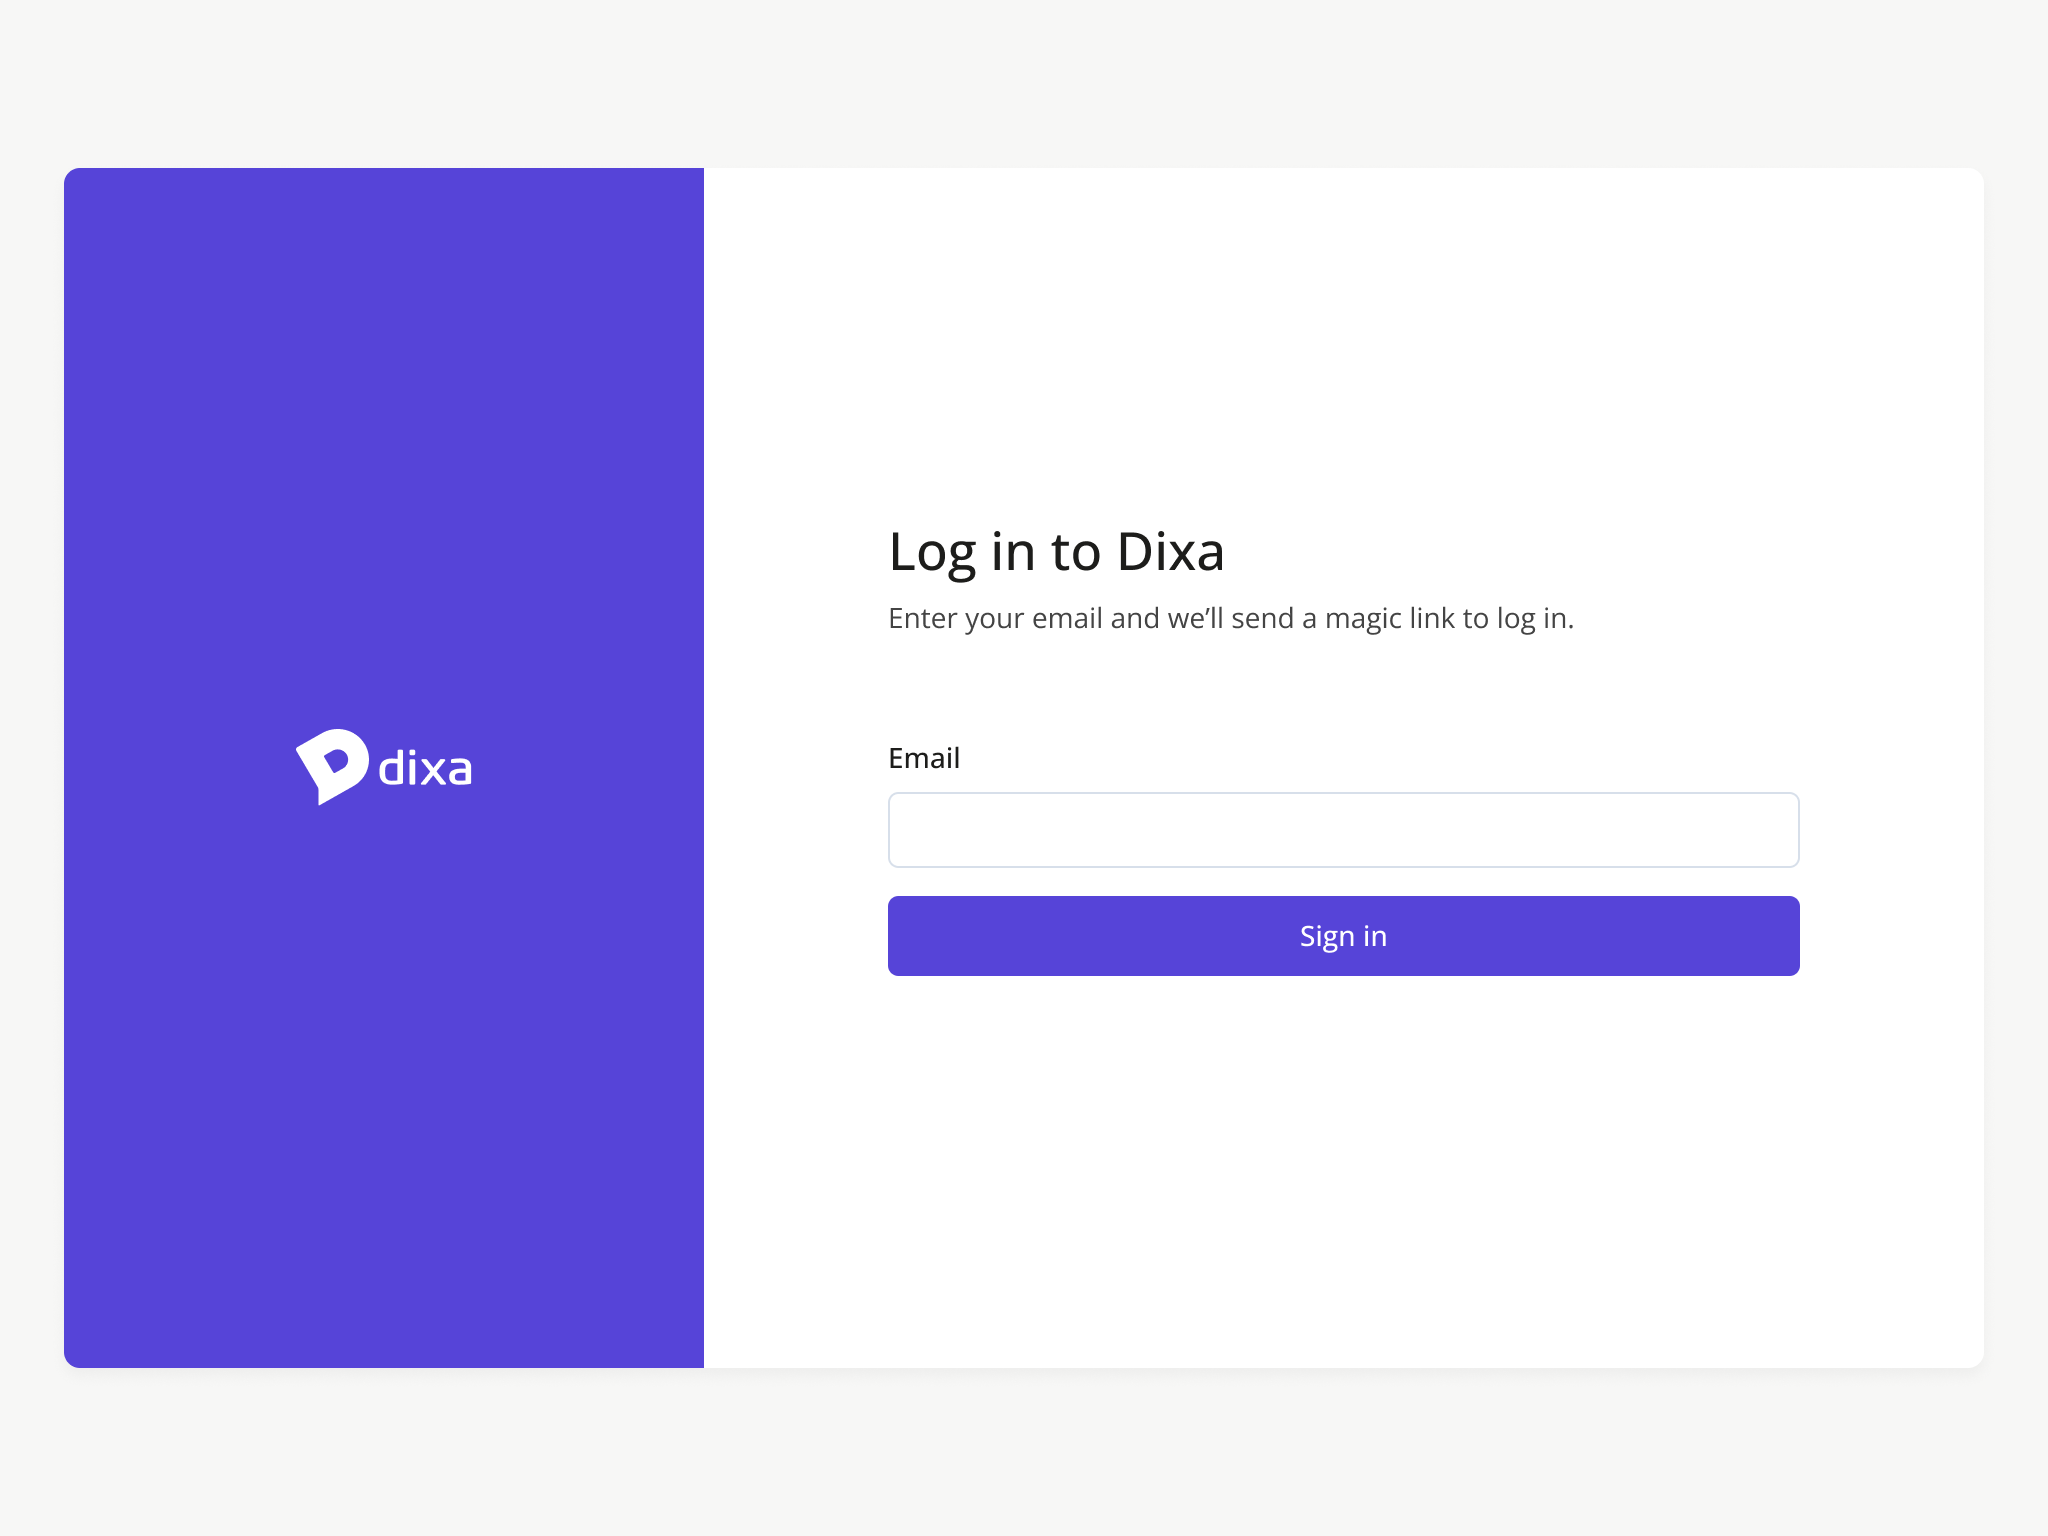 dixa
Log in to Dixa
Enter your email and we’ll send a magic link to log in.
Email
Sign in